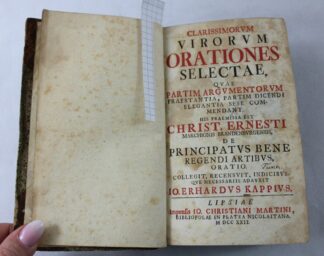 CLARISSIMORVM
VIRORVM
ORATIONES
SELECTAE,
QVAE
PARTIM ARGVMENTORVM
PRAESTANTIA, PARTIM DICENDI
ELEGANTIA SESE COM-
MENDANT.
HIS PRAEMISSA EST
CHRIST. ERNESTI
MARCHIONIS BRANDENBVRGENSIS,
DE
PRINCIPATVS BENE
REGENDI ARTIBVS,
ORATIO.
COLLEGIT, RECENSVIT, INDICIBVS-
QVE NECESSARIIS ADAVXIT
IO. ERHARDVS KAPPIVS.
LIPSIAE
Impensis IO. CHRISTIANI MARTINI,
BIBLIOPOLAE IN PLATEA NICOLAITANA.
M DCC XXII.